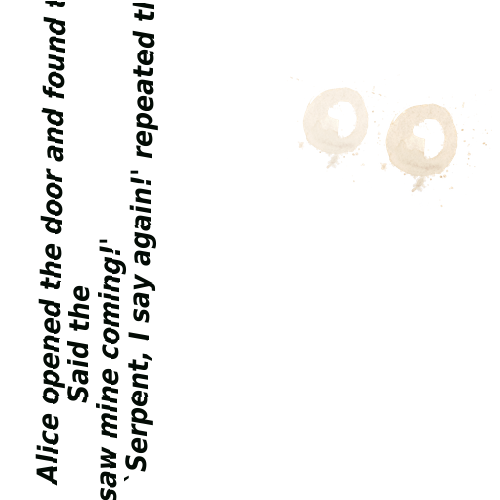 Alice opened the door and found
Said the
saw mine coming!'
`Serpent, I say again!' repeated